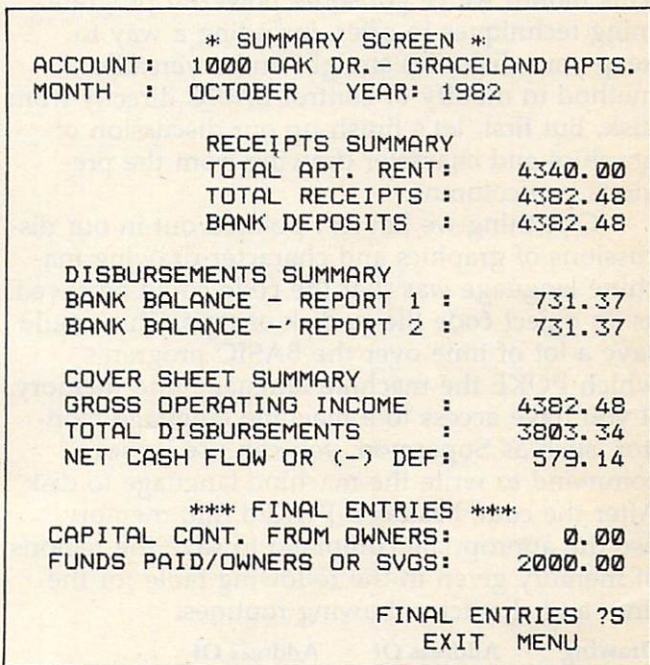 * SUMMARY SCREEN *
ACCOUNT: 1000 OAK DR. GRACELAND APTS.
MONTH : OCTOBER YEAR: 1982
RECEIPTS SUMMARY
TOTAL APT. RENT: 4340.00
TOTAL RECEIPTS : 4382.48
BANK DEPOSITS : 4382.48
DISBURSEMENTS SUMMARY
BANK BALANCE - REPORT 1 : 731.37
BANK BALANCE - REPORT 2 : 731.37
COVER SHEET SUMMARY
GROSS OPERATING INCOME : 4382.48
TOTAL DISBURSEMENTS : 3803.34
NET CASH FLOW OR (-) DEF: 579.14
*** FINAL ENTRIES ***
CAPITAL CONT. FROM OWNERS: 0.00
FUNDS PAID/OWNERS OR SVGS: 2000.00
FINAL ENTRIES ?S
EXIT MENU